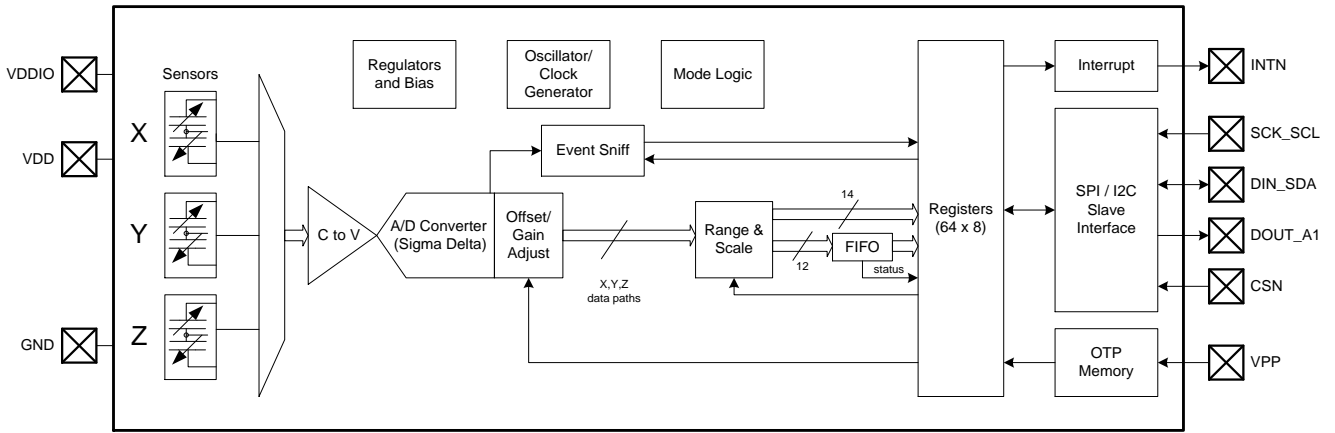 VDDIO
VDD
GND
Sensors
X
Y
Z
Regulators
and Bias
Oscillator/
Clock
Generator
Mode Logic
Event Sniff
C to V
A/D Converter
(Sigma Delta)
Offset/
Gain
Adjust
X,Y,Z
data paths
Range &
Scale
14
12
FIFO
status
Registers
(64 x 8)
Interrupt
SPI / I2C
Slave
Interface
OTP
Memory
INTN
SCK_SCL
DIN_SDA
DOUT_A1
CSN
VPP